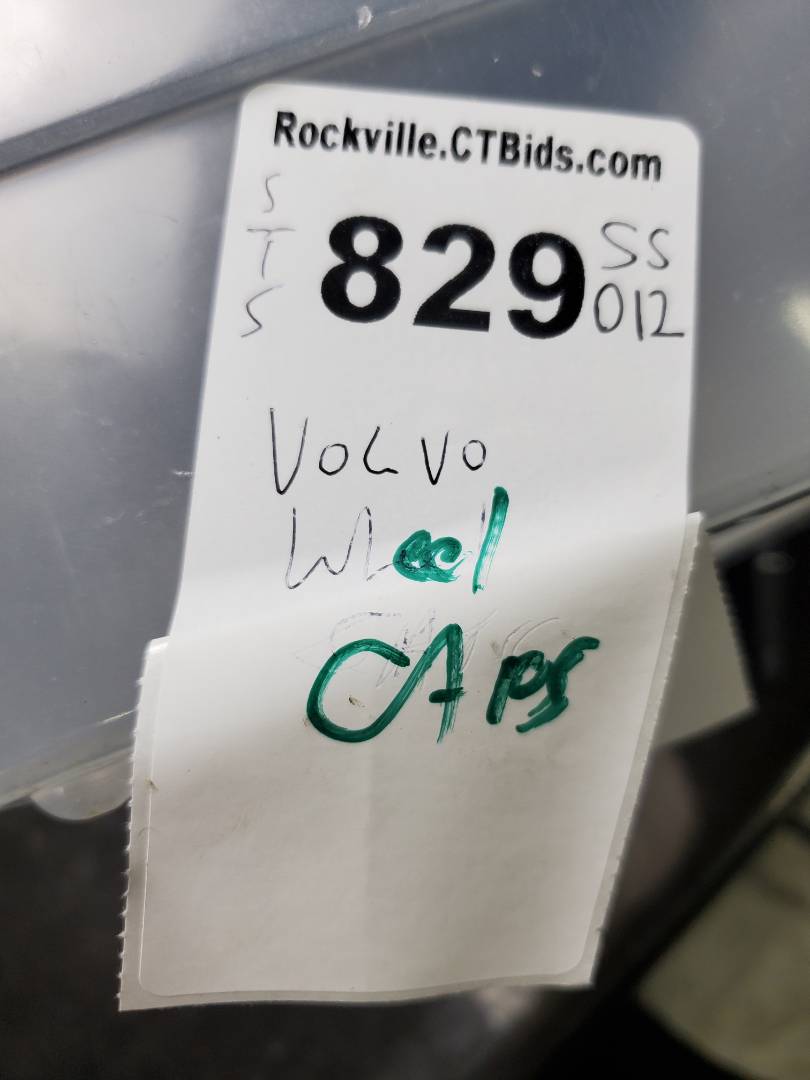 Rockville.CTBids.com
STS 829 SS
012
VOLVO
Wheel
CAPS